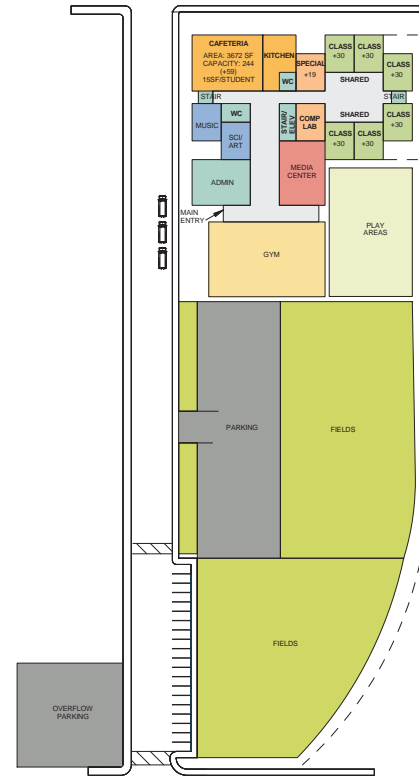 CAFETERIA
AREA: 3672 SF
CAPACITY: 244
(+59)
15SF/STUDENT
KITCHEN
WC
SPECIAL
+19
CLASS
+30
CLASS
+30
CLASS
+30
SHARED
STAIR
STAIR
MUSIC
WC
SCI/
ART
STAIR/
ELEV
COMP
LAB
SHARED
CLASS
+30
CLASS
+30
CLASS
+30
ADMIN
MEDIA
CENTER
MAIN
ENTRY
GYM
PLAY
AREAS
PARKING
FIELDS
FIELDS
OVERFLOW
PARKING